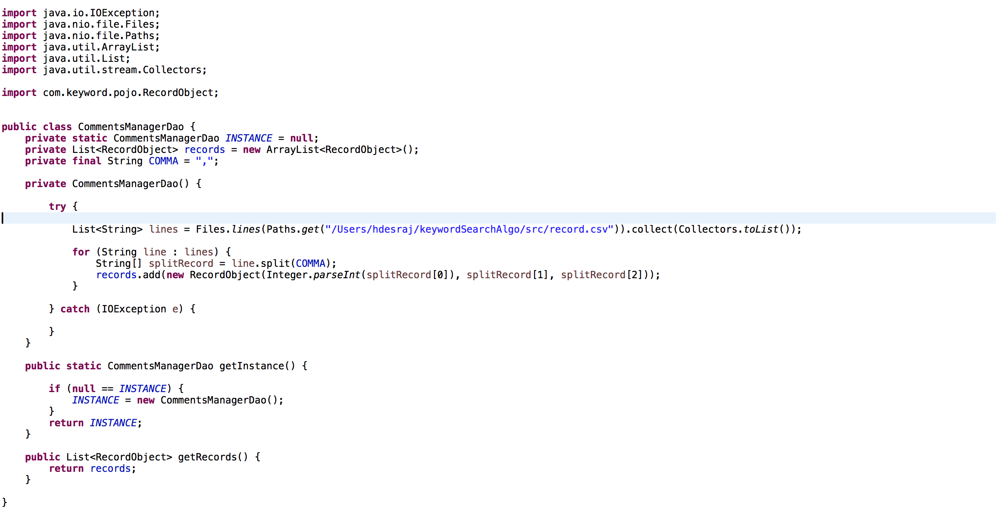 import java.io.IOException;
import java.nio.file.Files;
import java.nio.file.Paths;
import java.util.ArrayList;
import java.util.List;
import java.util.stream.Collectors;

import com.keyword.pojo.RecordObject;


public class CommentsManagerDao {
    private static CommentsManagerDao INSTANCE = null;
    private List<RecordObject> records = new ArrayList<RecordObject>();
    private final String COMMA = ",";

    private CommentsManagerDao() {

        try {

            List<String> lines = Files.lines(Paths.get("/Users/hdesraj/keywordSearchAlgo/src/record.csv")).collect(Collectors.toList());

            for (String line : lines) {
                String[] splitRecord = line.split(COMMA);
                records.add(new RecordObject(Integer.parseInt(splitRecord[0]), splitRecord[1], splitRecord[2]));
            }

        } catch (IOException e) {

        }
    }

    public static CommentsManagerDao getInstance() {

        if (null == INSTANCE) {
            INSTANCE = new CommentsManagerDao();
        }
        return INSTANCE;
    }

    public List<RecordObject> getRecords() {
        return records;
    }

}